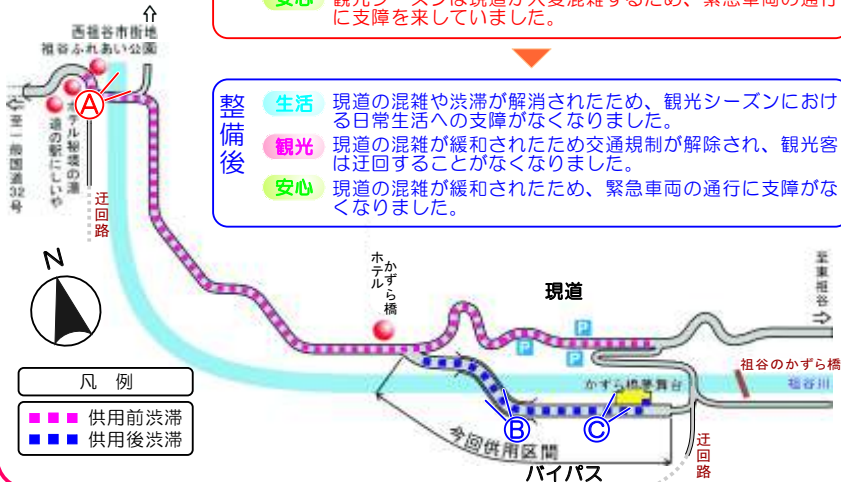 安心 観光シーズンは現道が大変混雑するため、緊急車両の通行
に支障を来していました。
整備後
生活 現道の混雑や渋滞が解消されたため、観光シーズンにおけ
る日常生活への支障がなくなりました。
観光 現道の混雑が緩和されたため交通規制が解除され、観光客
は迂回することがなくなりました。
安心 現道の混雑が緩和されたため、緊急車両の通行に支障がな
くなりました。
西祖谷市街地
祖谷ふれあい公園
A
至一般国道32号
道の駅にしいや
ホテル秘境の湯
迂回路
N
かずら橋
ホテル
現道
P
P
P
至東祖谷
祖谷のかずら橋
祖谷川
かずら橋夢舞台
B
C
今回供用区間
バイパス
迂回路
凡 例
供用前渋滞
供用後渋滞